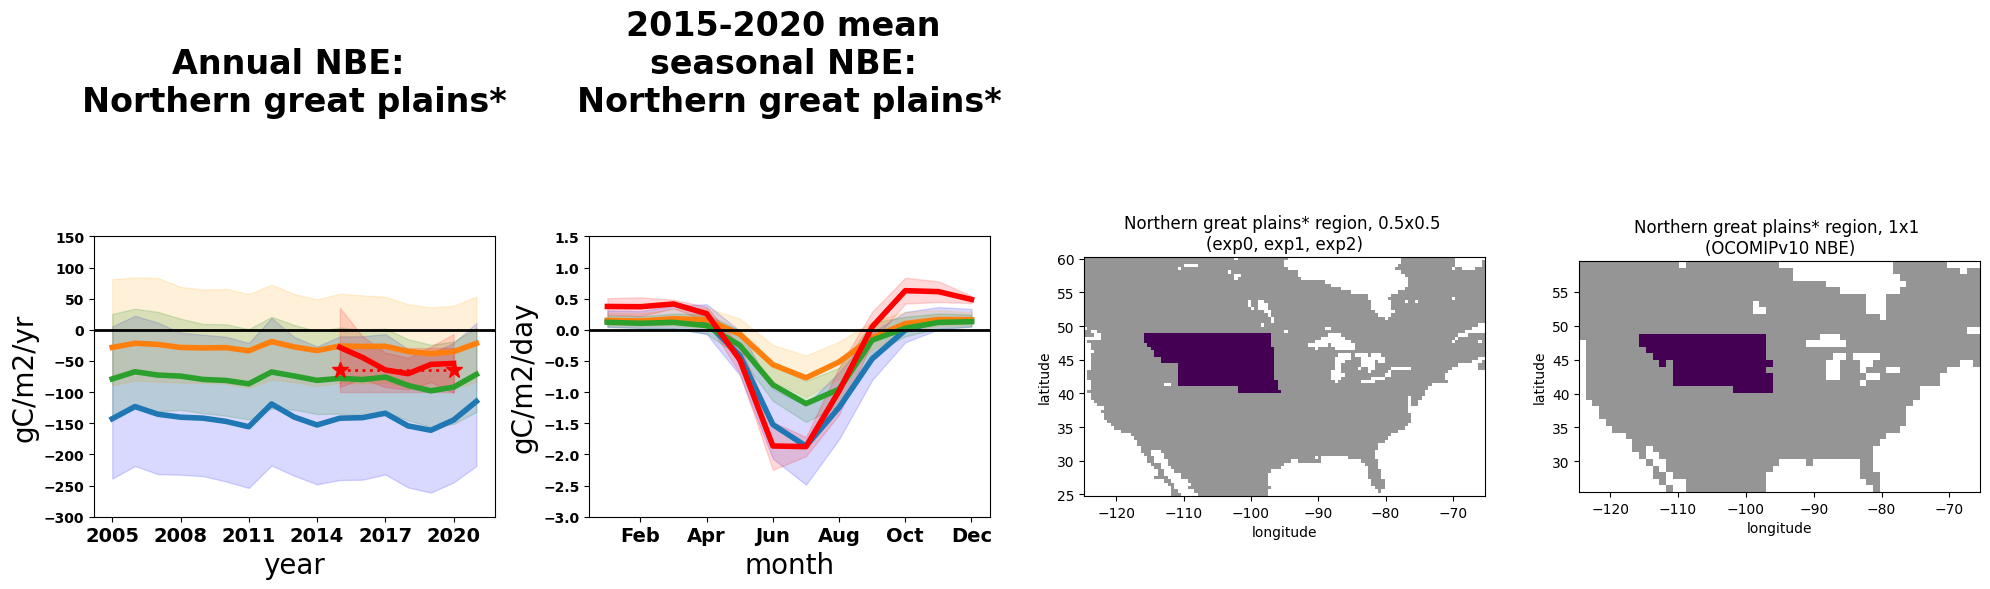 Annual NBE:
Northern great plains*
150
100
50
0
−50
−100
−150
−200
−250
−300
gC/m2/yr
2005 2008 2011 2014 2017 2020
year
2015-2020 mean
seasonal NBE:
Northern great plains*
1.5
1.0
0.5
0.0
−0.5
−1.0
−1.5
−2.0
−2.5
−3.0
gC/m2/day
Feb Apr Jun Aug Oct Dec
month
Northern great plains* region, 0.5x0.5
(exp0, exp1, exp2)
60
55
50
45
40
35
30
25
latitude
−120 −110 −100 −90 −80 −70
longitude
Northern great plains* region, 1x1
(OCOMIPv10 NBE)
55
50
45
40
35
30
latitude
−120 −110 −100 −90 −80 −70
longitude